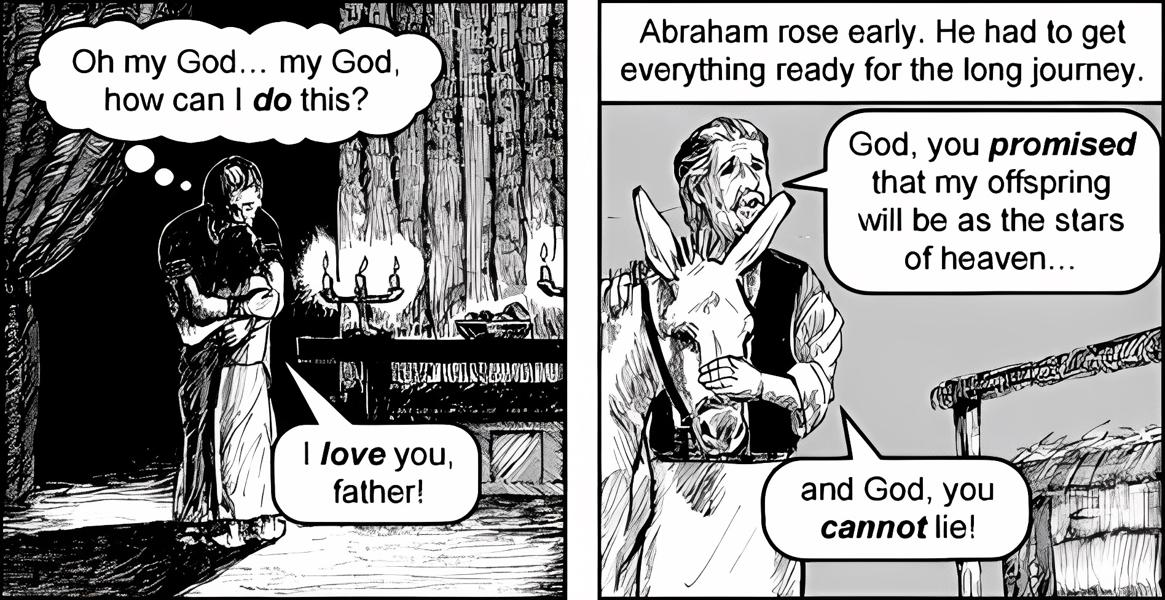 Oh my God... my God,
how can I do this?
I love you,
father!
Abraham rose early. He had to get
everything ready for the long journey.
God, you promised
that my offspring
will be as the stars
of heaven...
and God, you
cannot lie!